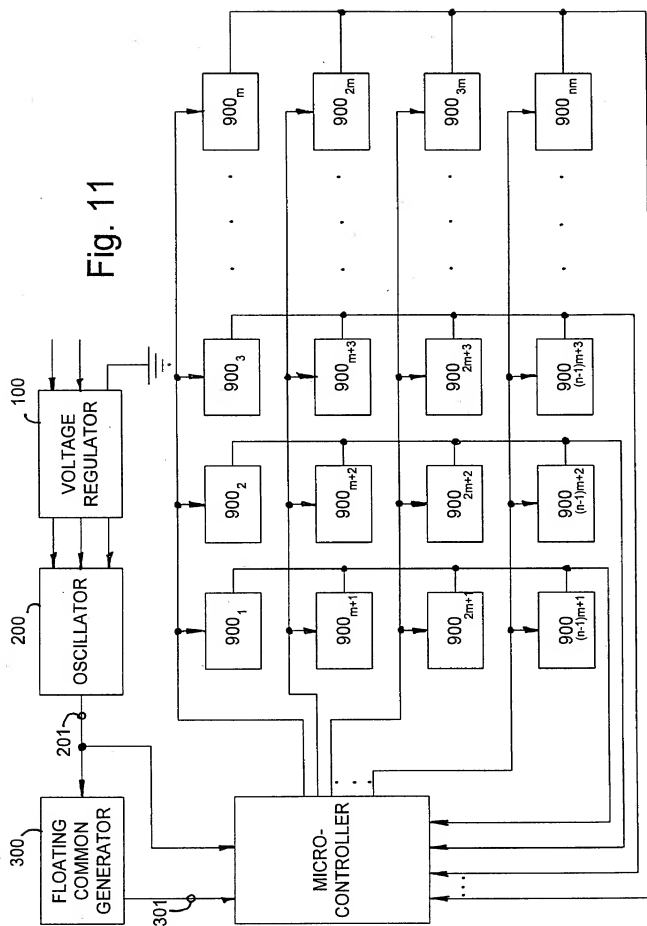 Fig. 11
300
FLOATING
COMMON
GENERATOR
200
OSCILLATOR
100
VOLTAGE
REGULATOR
201
301
MICRO-
CONTROLLER
900₁
900₂
900₃
900ₘ
900ₘ₊₁
900ₘ₊₂
900ₘ₊₃
900₂ₘ
900₂ₘ₊₁
900₂ₘ₊₂
900₂ₘ₊₃
900₃ₘ
900₍ₙ₋₁₎ₘ₊₁
900₍ₙ₋₁₎ₘ₊₂
900₍ₙ₋₁₎ₘ₊₃
900ₙₘ